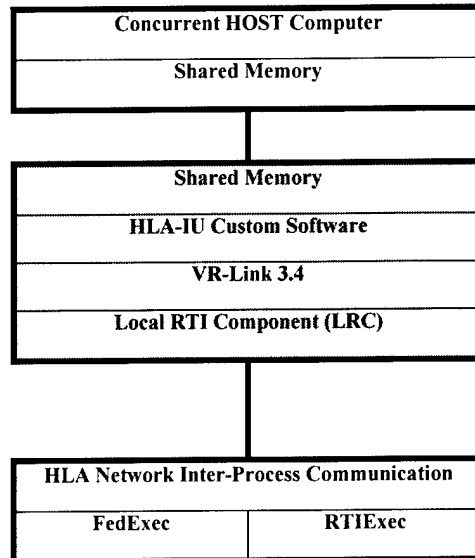 Concurrent HOST Computer
Shared Memory
Shared Memory
HLA-IU Custom Software
VR-Link 3.4
Local RTI Component (LRC)
HLA Network Inter-Process Communication
FedExec
RTIExec